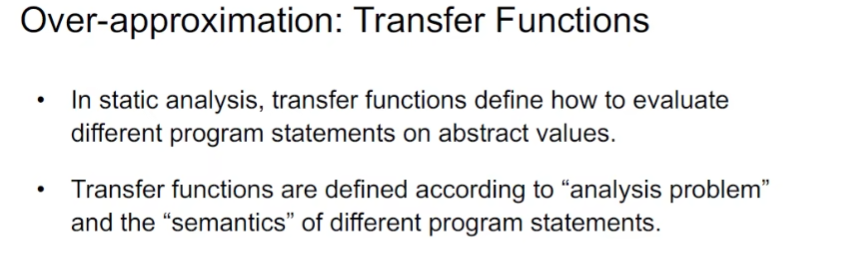 Over-approximation: Transfer Functions
• In static analysis, transfer functions define how to evaluate
different program statements on abstract values.
• Transfer functions are defined according to “analysis problem”
and the “semantics” of different program statements.